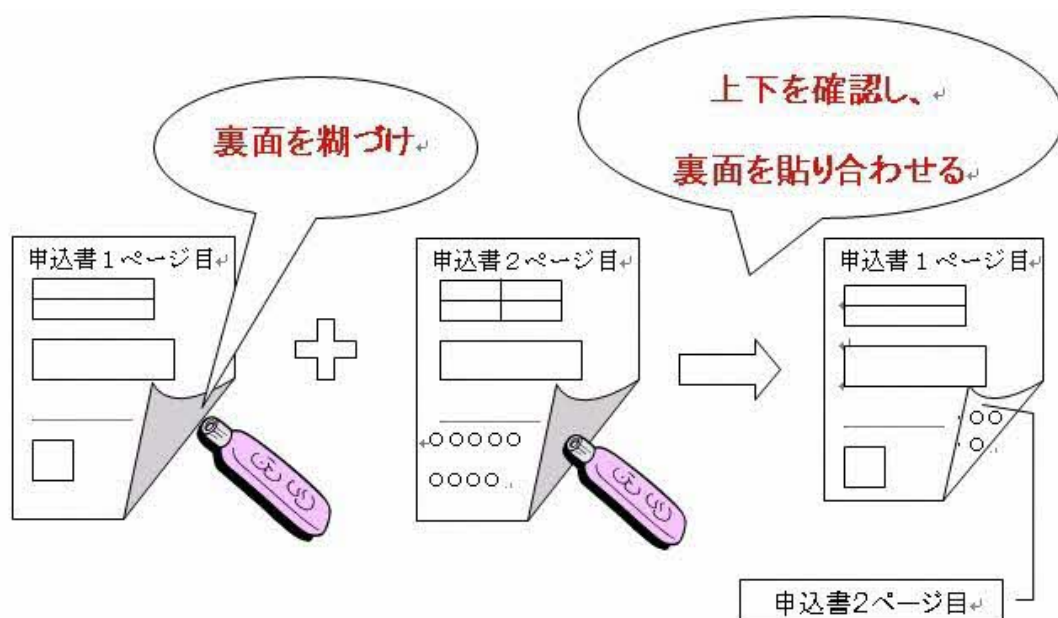 裏面を糊づけ
上下を確認し、
裏面を貼り合わせる
申込書1ページ目
申込書2ページ目
○○○○○
○○○○
申込書1ページ目
○○
○
申込書2ページ目